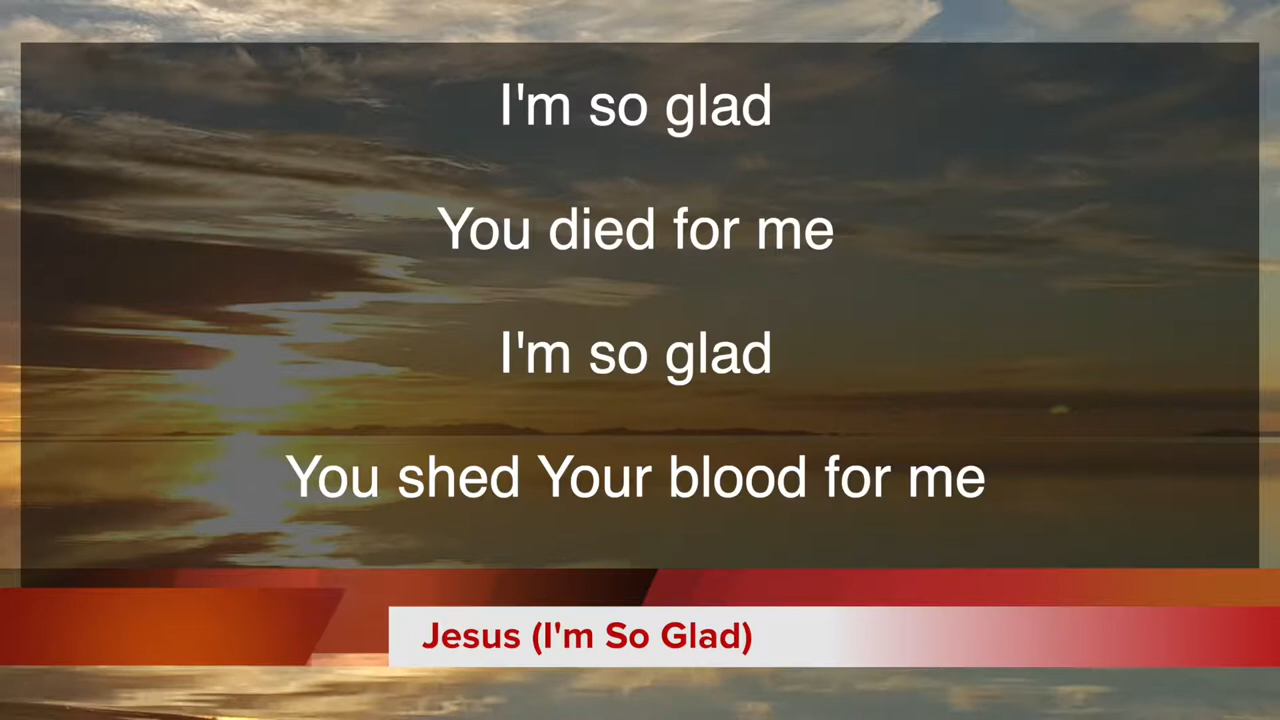 I'm so glad
You died for me
I'm so glad
You shed Your blood for me
Jesus (I'm So Glad)